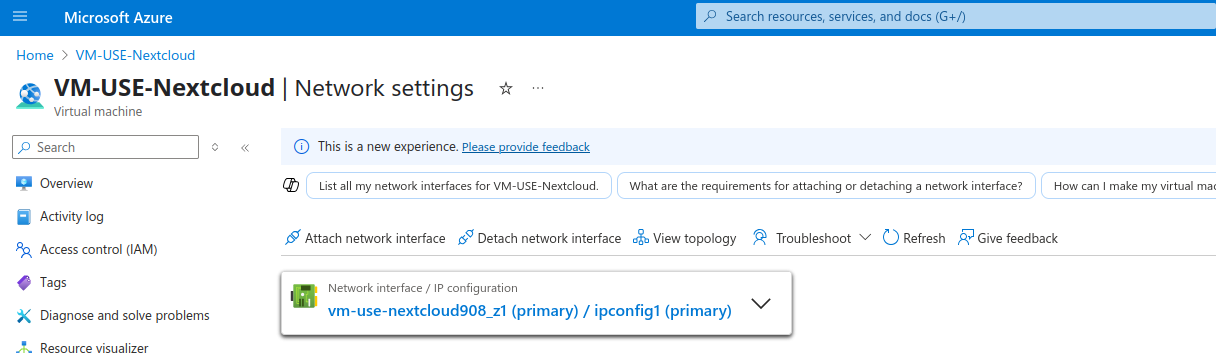 Microsoft Azure
Search resources, services, and docs (G+/)
Home > VM-USE-Nextcloud
VM-USE-Nextcloud | Network settings
Virtual machine
Search
Overview
Activity log
Access control (IAM)
Tags
Diagnose and solve problems
Resource visualizer
This is a new experience. Please provide feedback
List all my network interfaces for VM-USE-Nextcloud.
What are the requirements for attaching or detaching a network interface?
How can I make my virtual mac
Attach network interface
Detach network interface
View topology
Troubleshoot
Refresh
Give feedback
Network interface / IP configuration
vm-use-nextcloud908_z1 (primary) / ipconfig1 (primary)